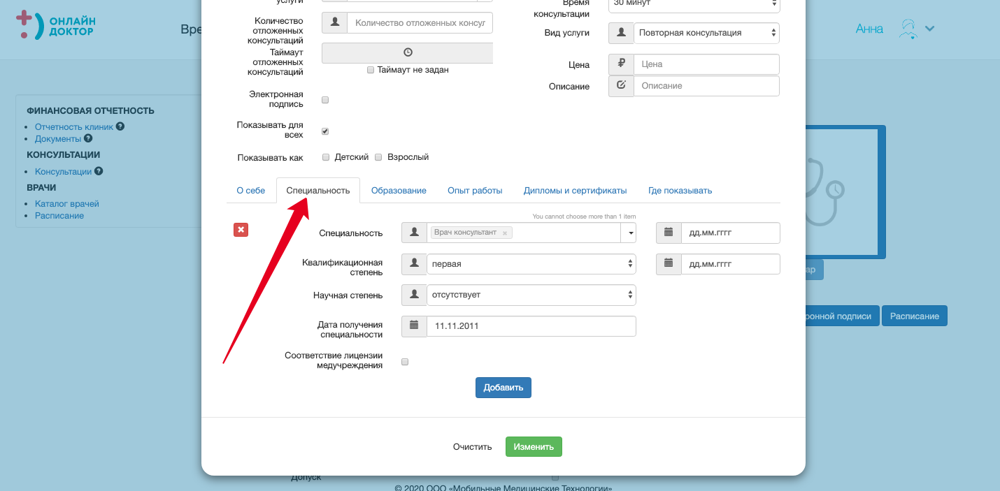 ОНЛАЙН
ДОКТОР
Вре
Анна
ФИНАНСОВАЯ ОТЧЕТНОСТЬ
Отчетность клиник
Документы
КОНСУЛЬТАЦИИ
Консультации
ВРАЧИ
Каталог врачей
Расписание
услуги
Количество
отложенных
консультаций
Количество отложенных консул
Таймаут
отложенных
консультаций
Таймаут не задан
Электронная
подпись
Показывать для
всех
Показывать как
Детский
Взрослый
Время
консультации
30 минут
Вид услуги
Повторная консультация
Цена
Цена
Описание
Описание
О себе
Специальность
Образование
Опыт работы
Дипломы и сертификаты
Где показывать
You cannot choose more than 1 item
Специальность
Врач консультант ×
дд.мм.гггг
Квалификационная
степень
первая
дд.мм.гггг
Научная степень
отсутствует
Дата получения
специальности
11.11.2011
Соответствие лицензии
медучреждения
Добавить
Очистить
Изменить
ар
ронной подписи
Расписание
Допуск
© 2020 ООО «Мобильные Медицинские Технологии»